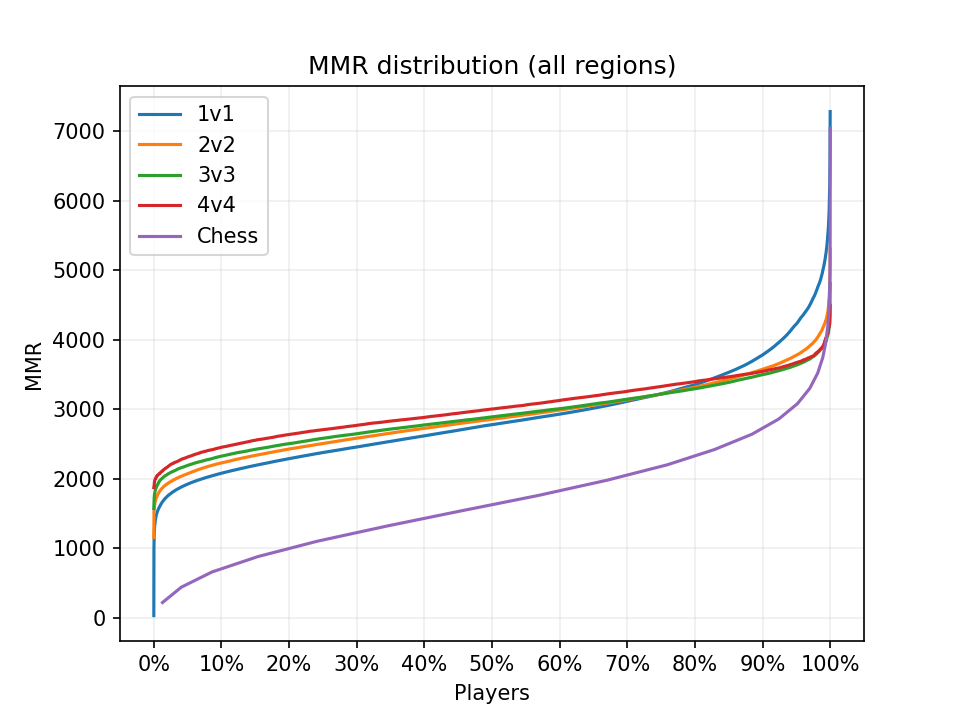 MMR distribution (all regions)
1v1
2v2
3v3
4v4
Chess
7000
6000
5000
4000
3000
2000
1000
0
MMR
0% 10% 20% 30% 40% 50% 60% 70% 80% 90% 100%
Players